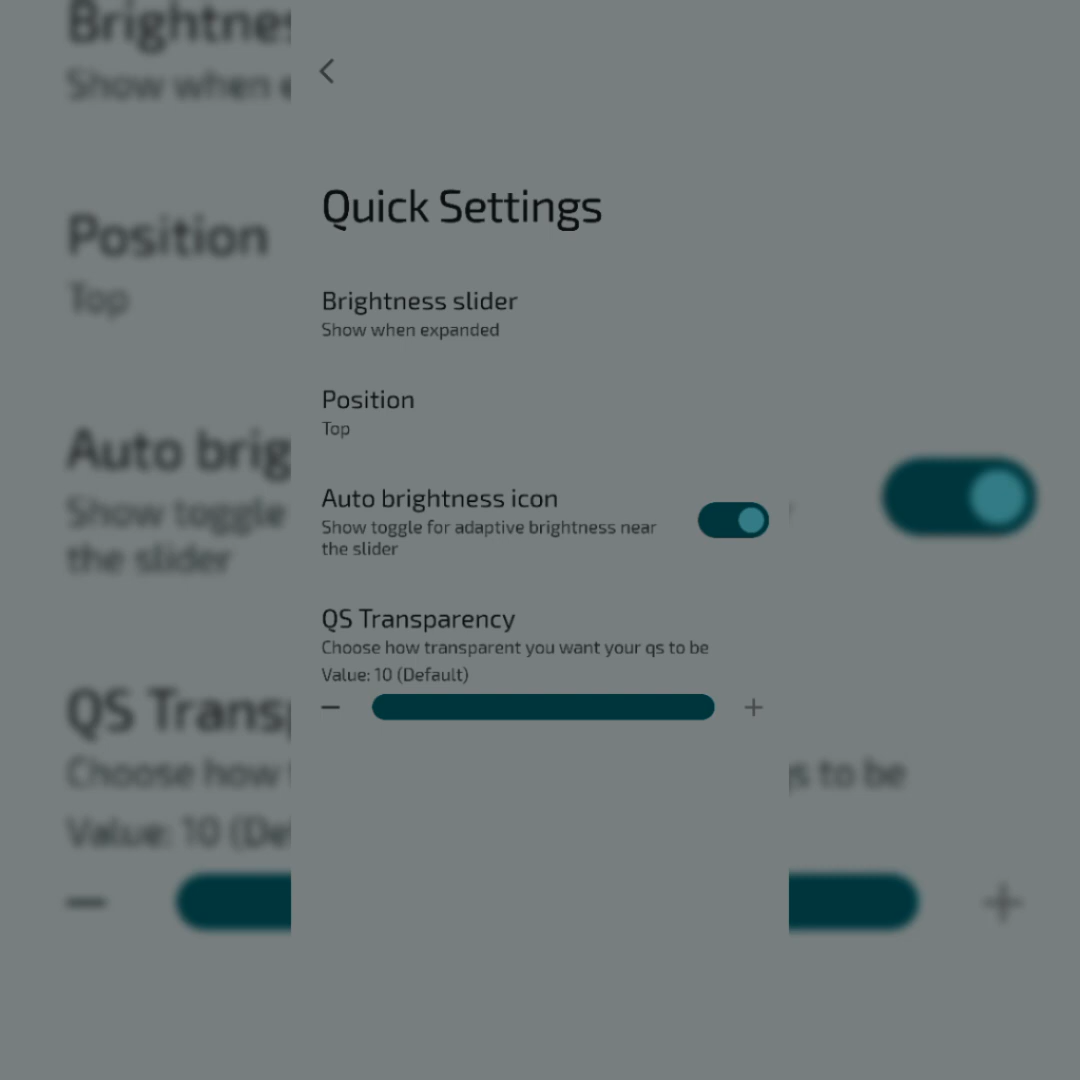 Quick Settings
Brightness slider
Show when expanded
Position
Top
Auto brightness icon
Show toggle for adaptive brightness near
the slider
QS Transparency
Choose how transparent you want your qs to be
Value: 10 (Default)